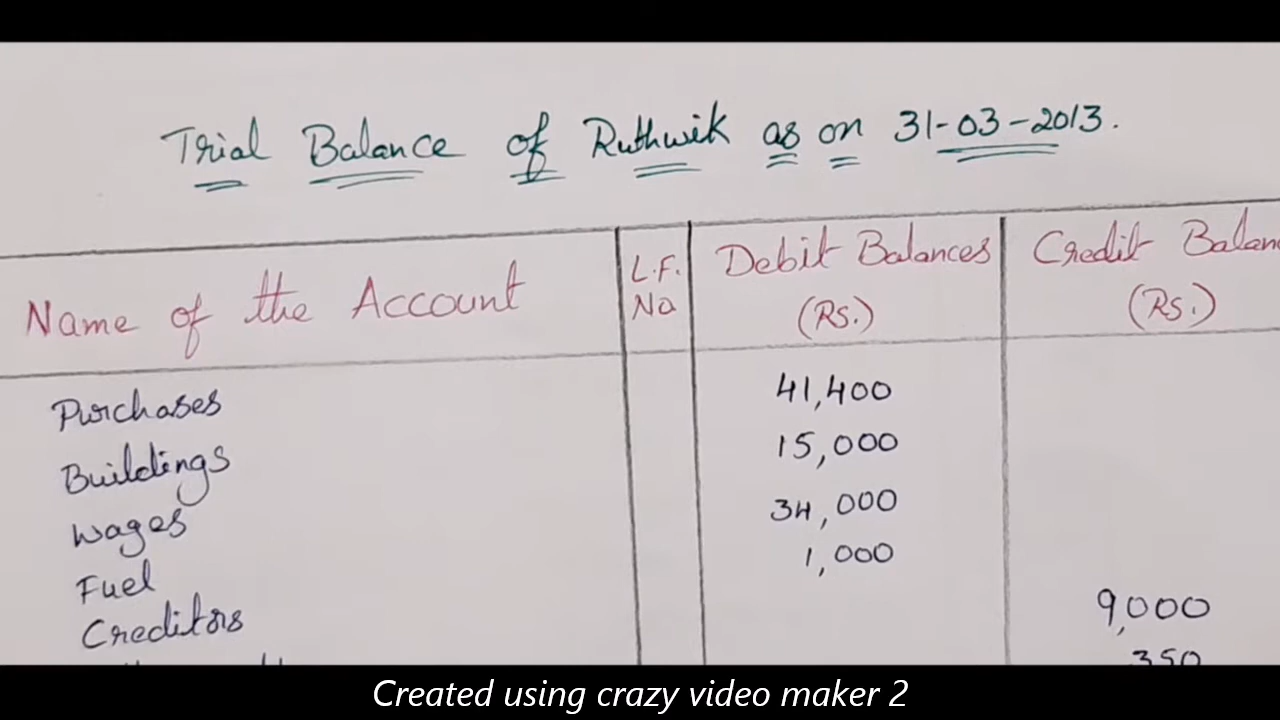 Trial Balance of Ruthwik as on 31-03-2013.
Name of the Account L.F. No Debit Balances (Rs.) Credit Balan (Rs.)
Purchases 41,400
Buildings 15,000
Wages 34,000
Fuel 1,000
Creditors 9,000
350
Created using crazy video maker 2